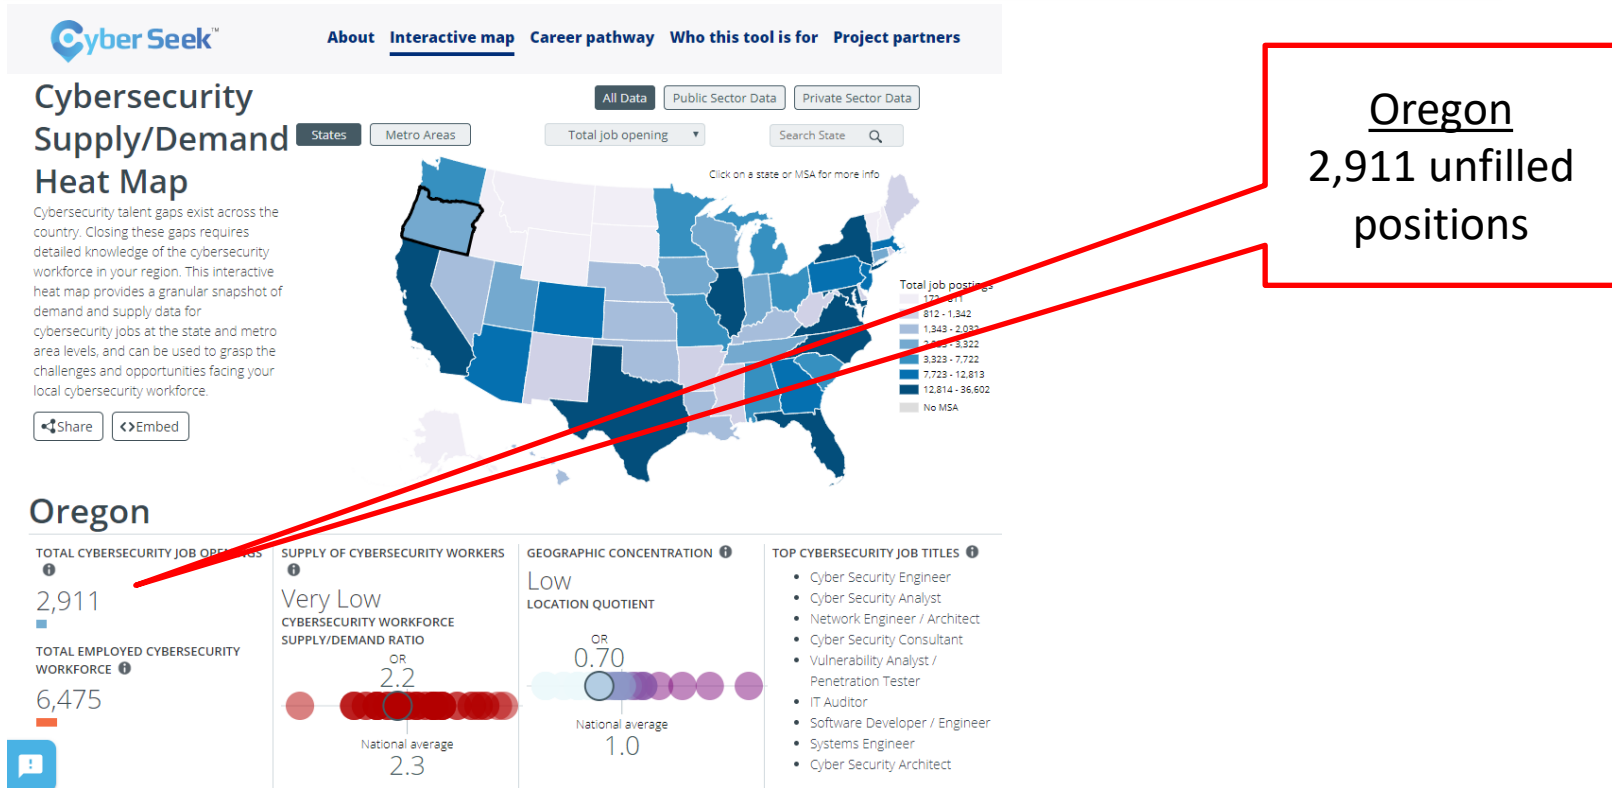 Cyber Seek™
About Interactive map Career pathway Who this tool is for Project partners
Cybersecurity
Supply/Demand
Heat Map
All Data Public Sector Data Private Sector Data
States Metro Areas Total job opening Search State
Click on a state or MSA for more info
Cybersecurity talent gaps exist across the
country. Closing these gaps requires
detailed knowledge of the cybersecurity
workforce in your region. This interactive
heat map provides a granular snapshot of
demand and supply data for
cybersecurity jobs at the state and metro
area levels, and can be used to grasp the
challenges and opportunities facing your
local cybersecurity workforce.
Share <>Embed
Total job postings
812 - 1,342
1,343 - 2,032
3,322
3,323 - 7,722
7,723 - 12,813
12,814 - 36,602
No MSA
Oregon
2,911 unfilled
positions
Oregon
TOTAL CYBERSECURITY JOB OPENINGS
2,911
TOTAL EMPLOYED CYBERSECURITY
WORKFORCE
6,475
SUPPLY OF CYBERSECURITY WORKERS
Very Low
CYBERSECURITY WORKFORCE
SUPPLY/DEMAND RATIO
OR
2.2
National average
2.3
GEOGRAPHIC CONCENTRATION
Low
LOCATION QUOTIENT
OR
0.70
National average
1.0
TOP CYBERSECURITY JOB TITLES
• Cyber Security Engineer
• Cyber Security Analyst
• Network Engineer / Architect
• Cyber Security Consultant
• Vulnerability Analyst /
Penetration Tester
• IT Auditor
• Software Developer / Engineer
• Systems Engineer
• Cyber Security Architect